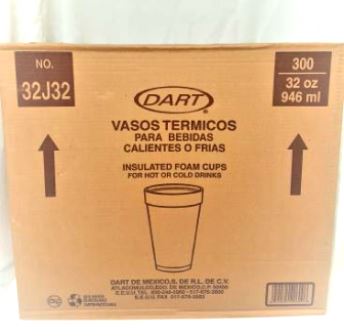 NO.
32J32
DART
300
32 oz
946 ml
VASOS TERMICOS
PARA BEBIDAS
CALIENTES O FRIAS
INSULATED FOAM CUPS
FOR HOT OR COLD DRINKS
DART DE MEXICO, S. DE R.L. DE C.V.